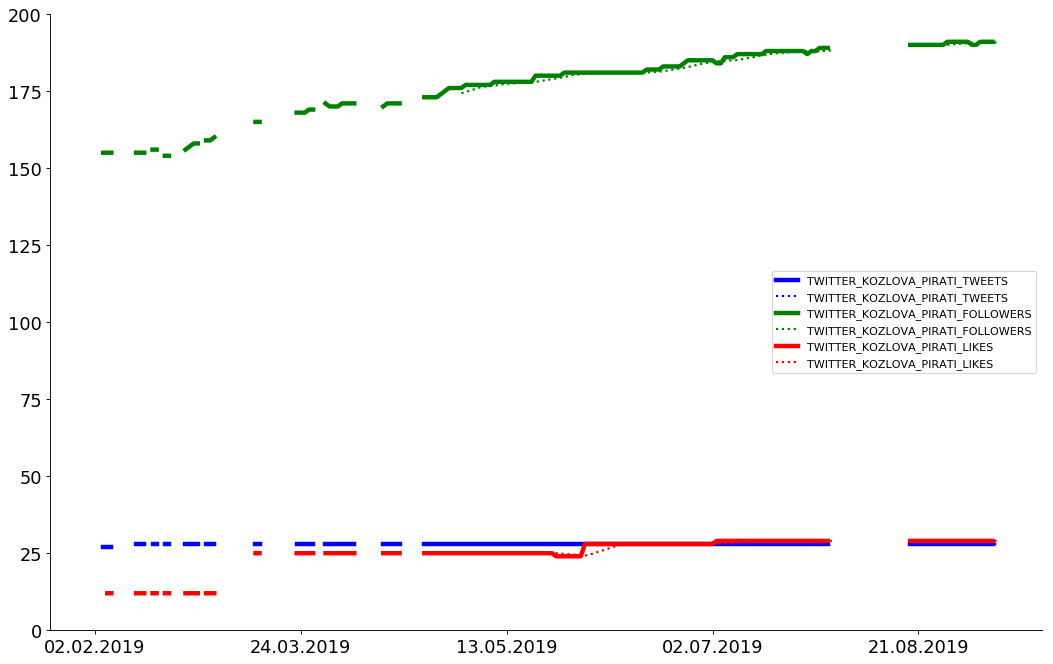 200
175
150
125
100
75
50
25
0
TWITTER_KOZLOVA_PIRATI_TWEETS
TWITTER_KOZLOVA_PIRATI_TWEETS
TWITTER_KOZLOVA_PIRATI_FOLLOWERS
TWITTER_KOZLOVA_PIRATI_FOLLOWERS
TWITTER_KOZLOVA_PIRATI_LIKES
TWITTER_KOZLOVA_PIRATI_LIKES
02.02.2019 24.03.2019 13.05.2019 02.07.2019 21.08.2019